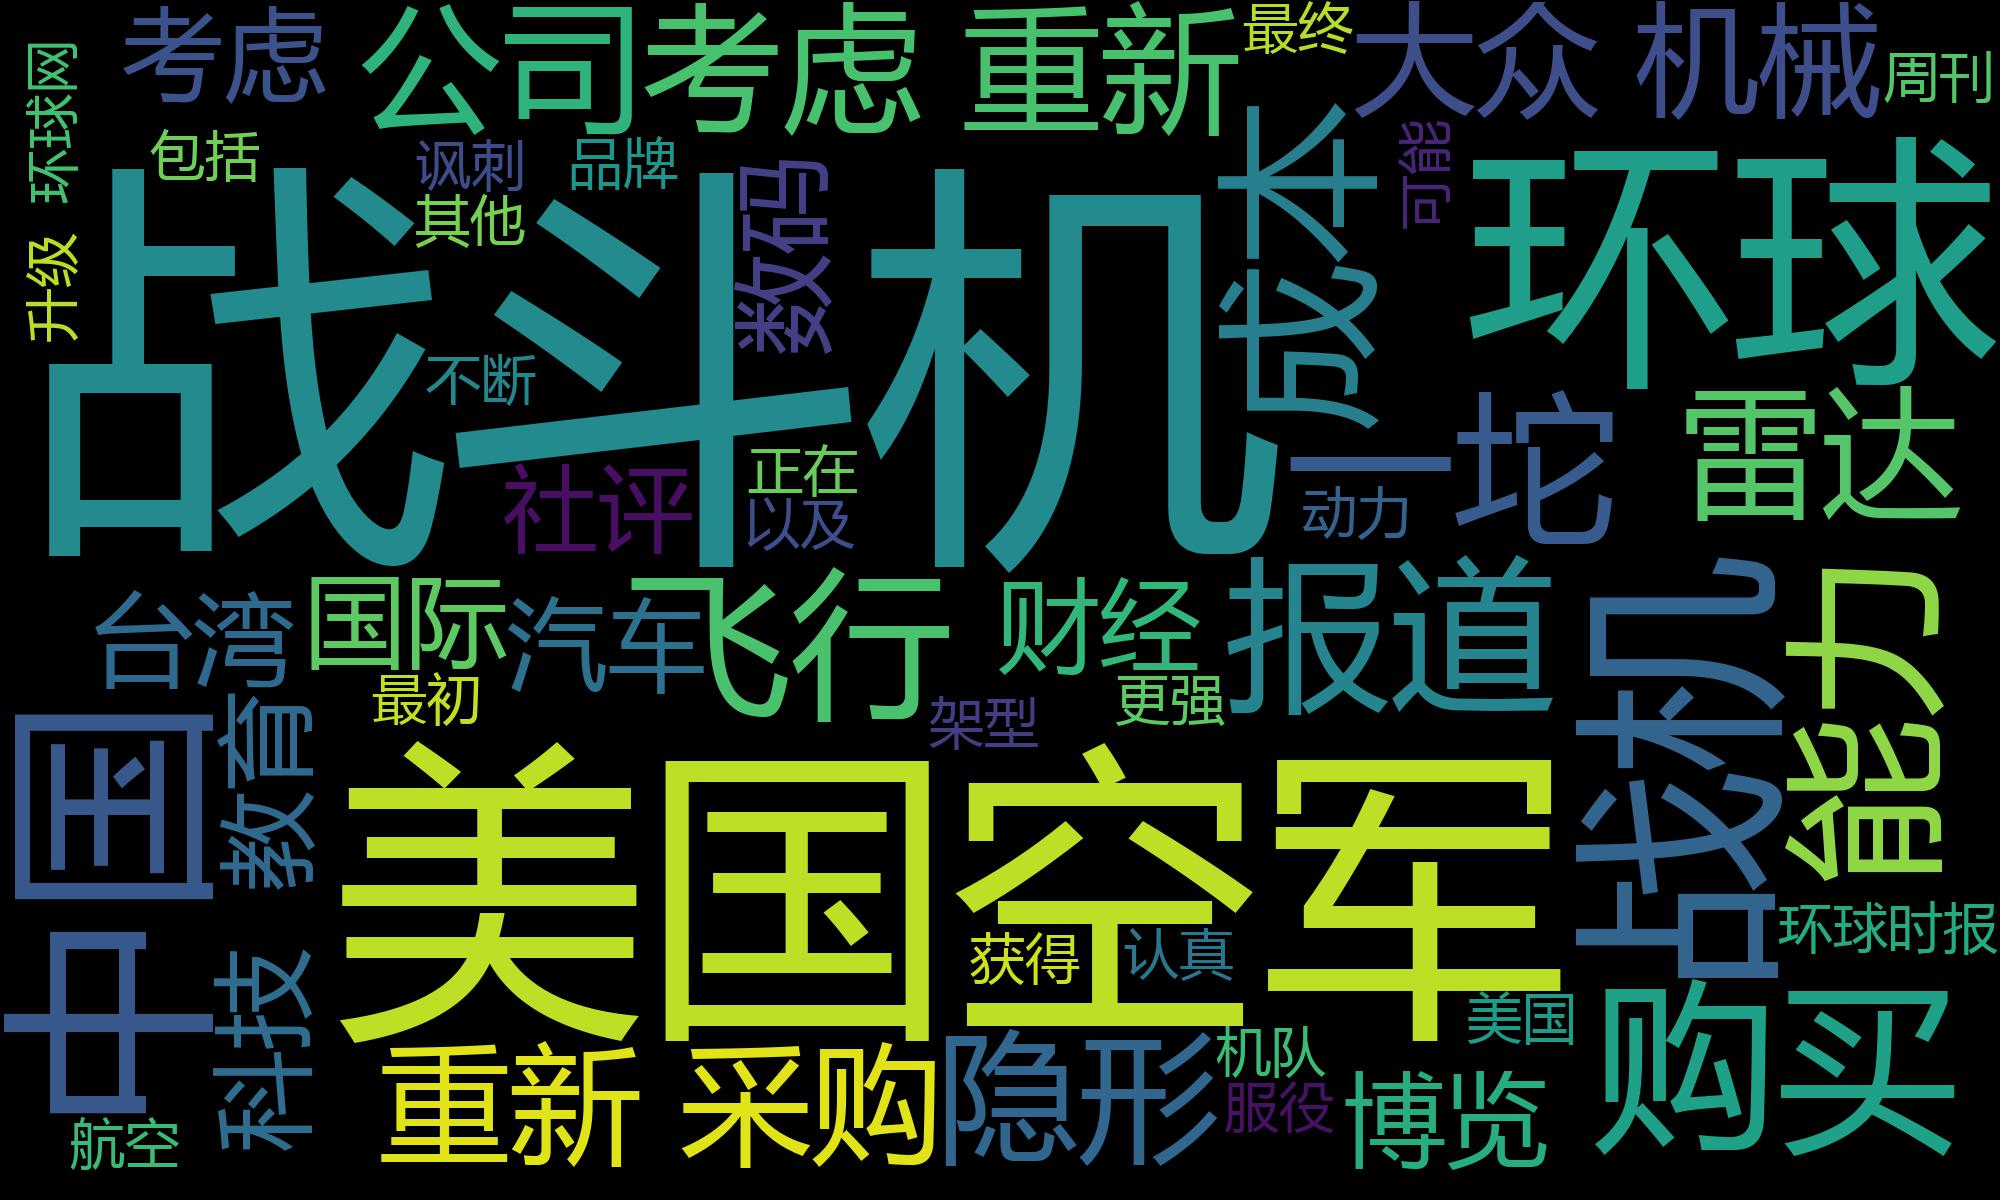 考虑
公司
考虑 重新
最终
大众 机械
周刊
环球网
包括
讽刺
品牌
数码
成本
可能
环球
其他
升级
战斗机
不断
雷达
一坨
社评
正在
以及
动力
台湾
国际
汽车
飞行
财经
报道
战机
能力
最初
架型
更强
中国
教育
美国空军
获得
认真
环球时报
科技
美国
购买
重新 采购
隐形
机队
服役
博览
航空